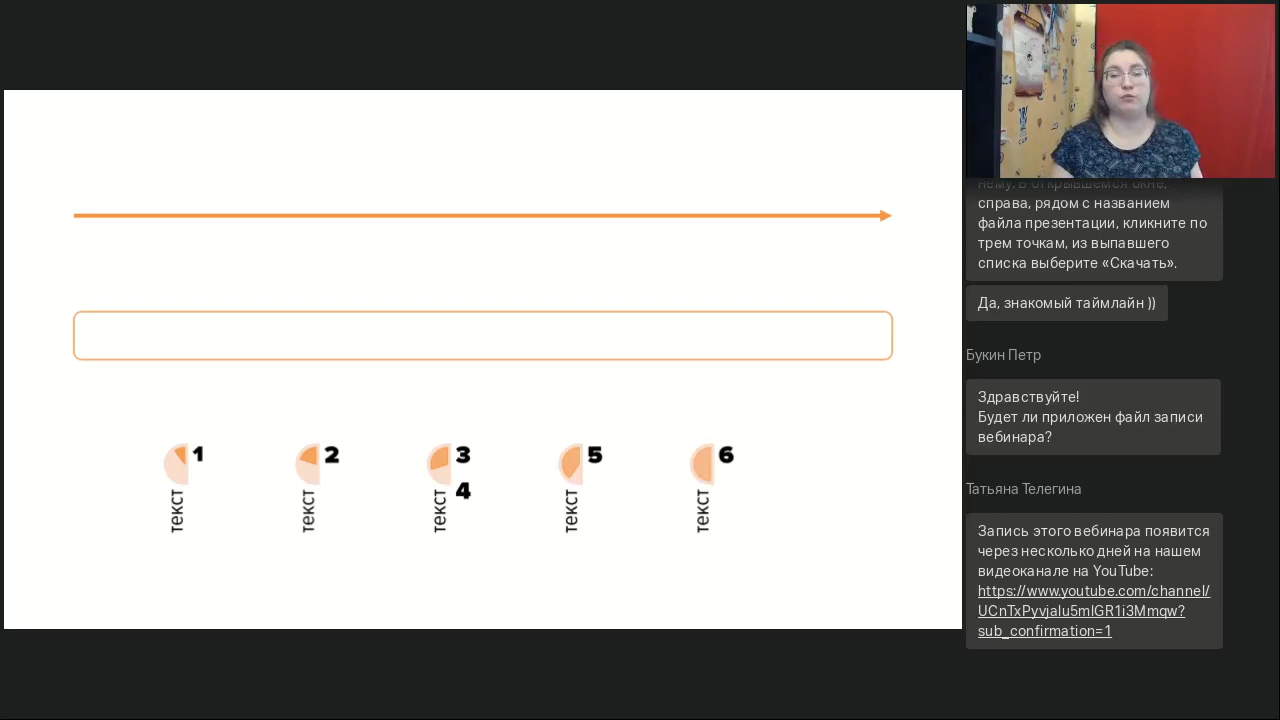 1
2
3
4
5
6
текст
текст
текст
текст
текст
нему. В открывшемся окне,
справа, рядом с названием
файла презентации, кликните по
трем точкам, из выпавшего
списка выберите «Скачать».
Да, знакомый таймлайн ))
Букин Петр
Здравствуйте!
Будет ли приложен файл записи
вебинара?
Татьяна Телегина
Запись этого вебинара появится
через несколько дней на нашем
видеоканале на YouTube:
https://www.youtube.com/channel/
UCnTxPyvjalu5mlGR1i3Mmqw?
sub_confirmation=1